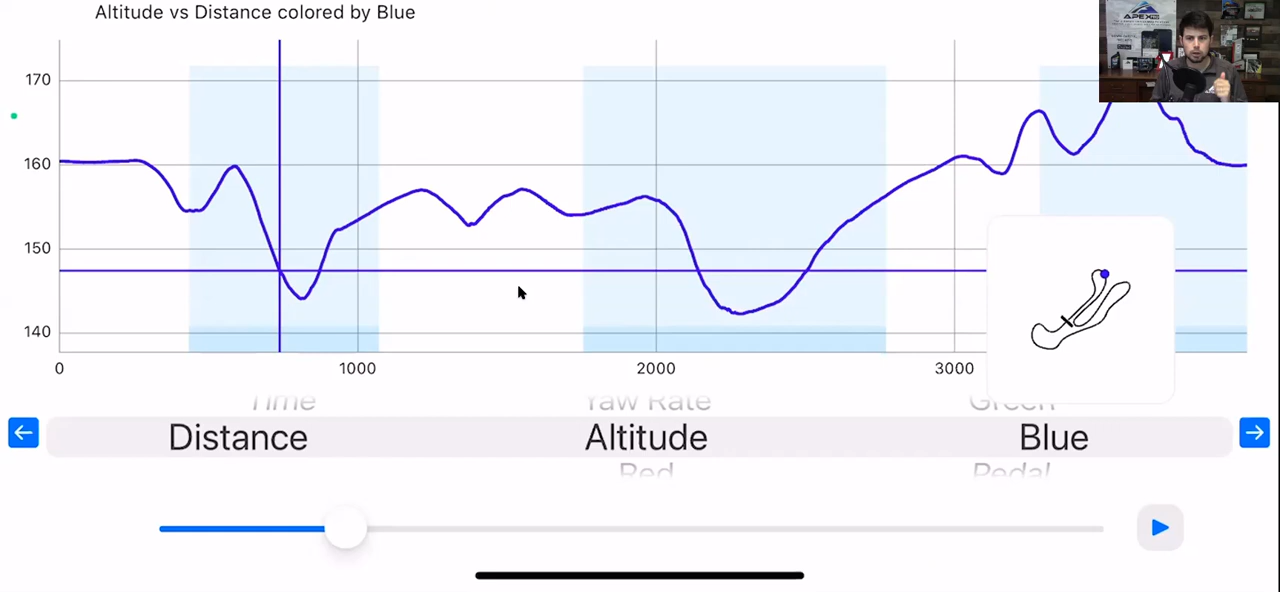 Altitude vs Distance colored by Blue
APEX
170
160
150
140
0 1000 2000 3000
Time Yaw Rate Green
Distance Altitude Blue
Red Pedal